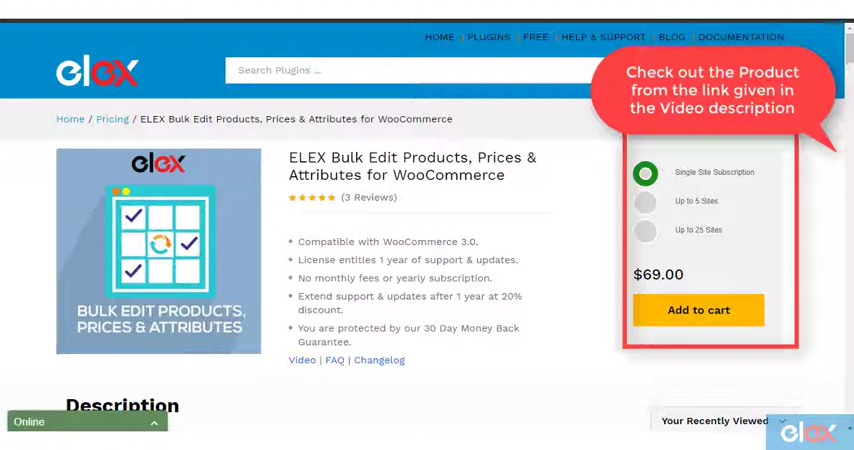 HOME | PLUGINS | FREE | HELP & SUPPORT | BLOG | DOCUMENTATION
elex
Search Plugins ...
Check out the Product
from the link given in
the Video description
Home / Pricing / ELEX Bulk Edit Products, Prices & Attributes for WooCommerce
elex
BULK EDIT PRODUCTS,
PRICES & ATTRIBUTES
ELEX Bulk Edit Products, Prices &
Attributes for WooCommerce
(3 Reviews)
Compatible with WooCommerce 3.0.
License entities 1 year of support & updates.
No monthly fees or yearly subscription.
Extend support & updates after 1 year at 20%
discount.
You are protected by our 30 Day Money Back
Guarantee.
Video | FAQ | Changelog
Single Site Subscription
Up to 5 Sites
Up to 25 Sites
$69.00
Add to cart
Description
Online
Your Recently Viewed
elex